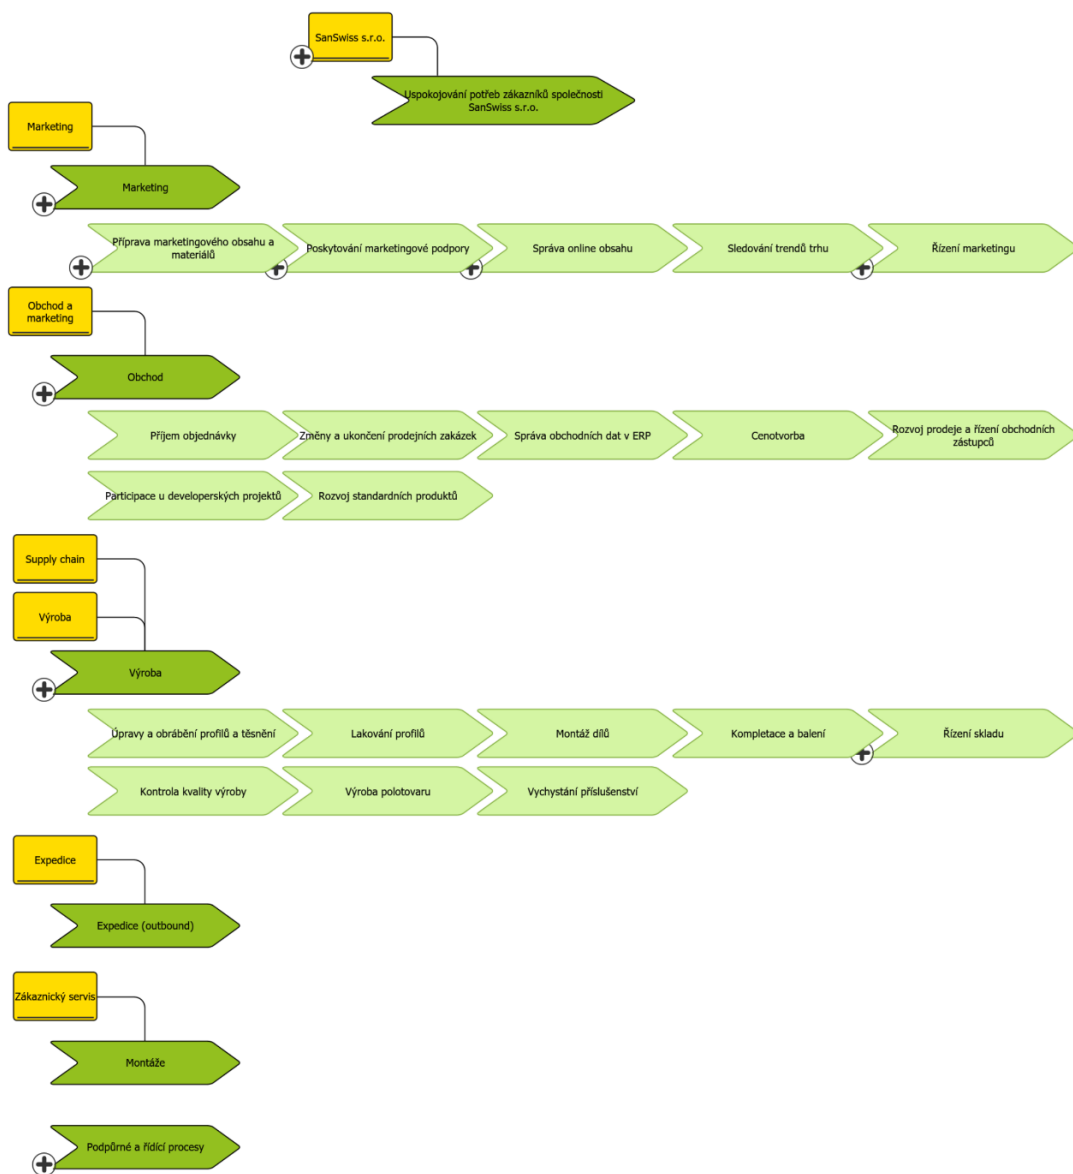 SanSwiss s.r.o.
Uspokojování potřeb zákazníků společnosti
SanSwiss s.r.o.
Marketing
Marketing
Příprava marketingového obsahu a
materiálů
Poskytování marketingové podpory
Správa online obsahu
Sledování trendů trhu
Řízení marketingu
Obchod a
marketing
Obchod
Příjem objednávky
Změny a ukončení prodejních zakázek
Správa obchodních dat v ERP
Cenotvorba
Rozvoj prodeje a řízení obchodních
zástupců
Participace u developerských projektů
Rozvoj standardních produktů
Supply chain
Výroba
Výroba
Úpravy a obrábění profilů a těsnění
Lakování profilů
Montáž dílů
Kompletace a balení
Řízení skladu
Kontrola kvality výroby
Výroba polotovaru
Vychystání příslušenství
Expedice
Expedice (outbound)
Zákaznický servis
Montáže
Podpůrné a řídící procesy